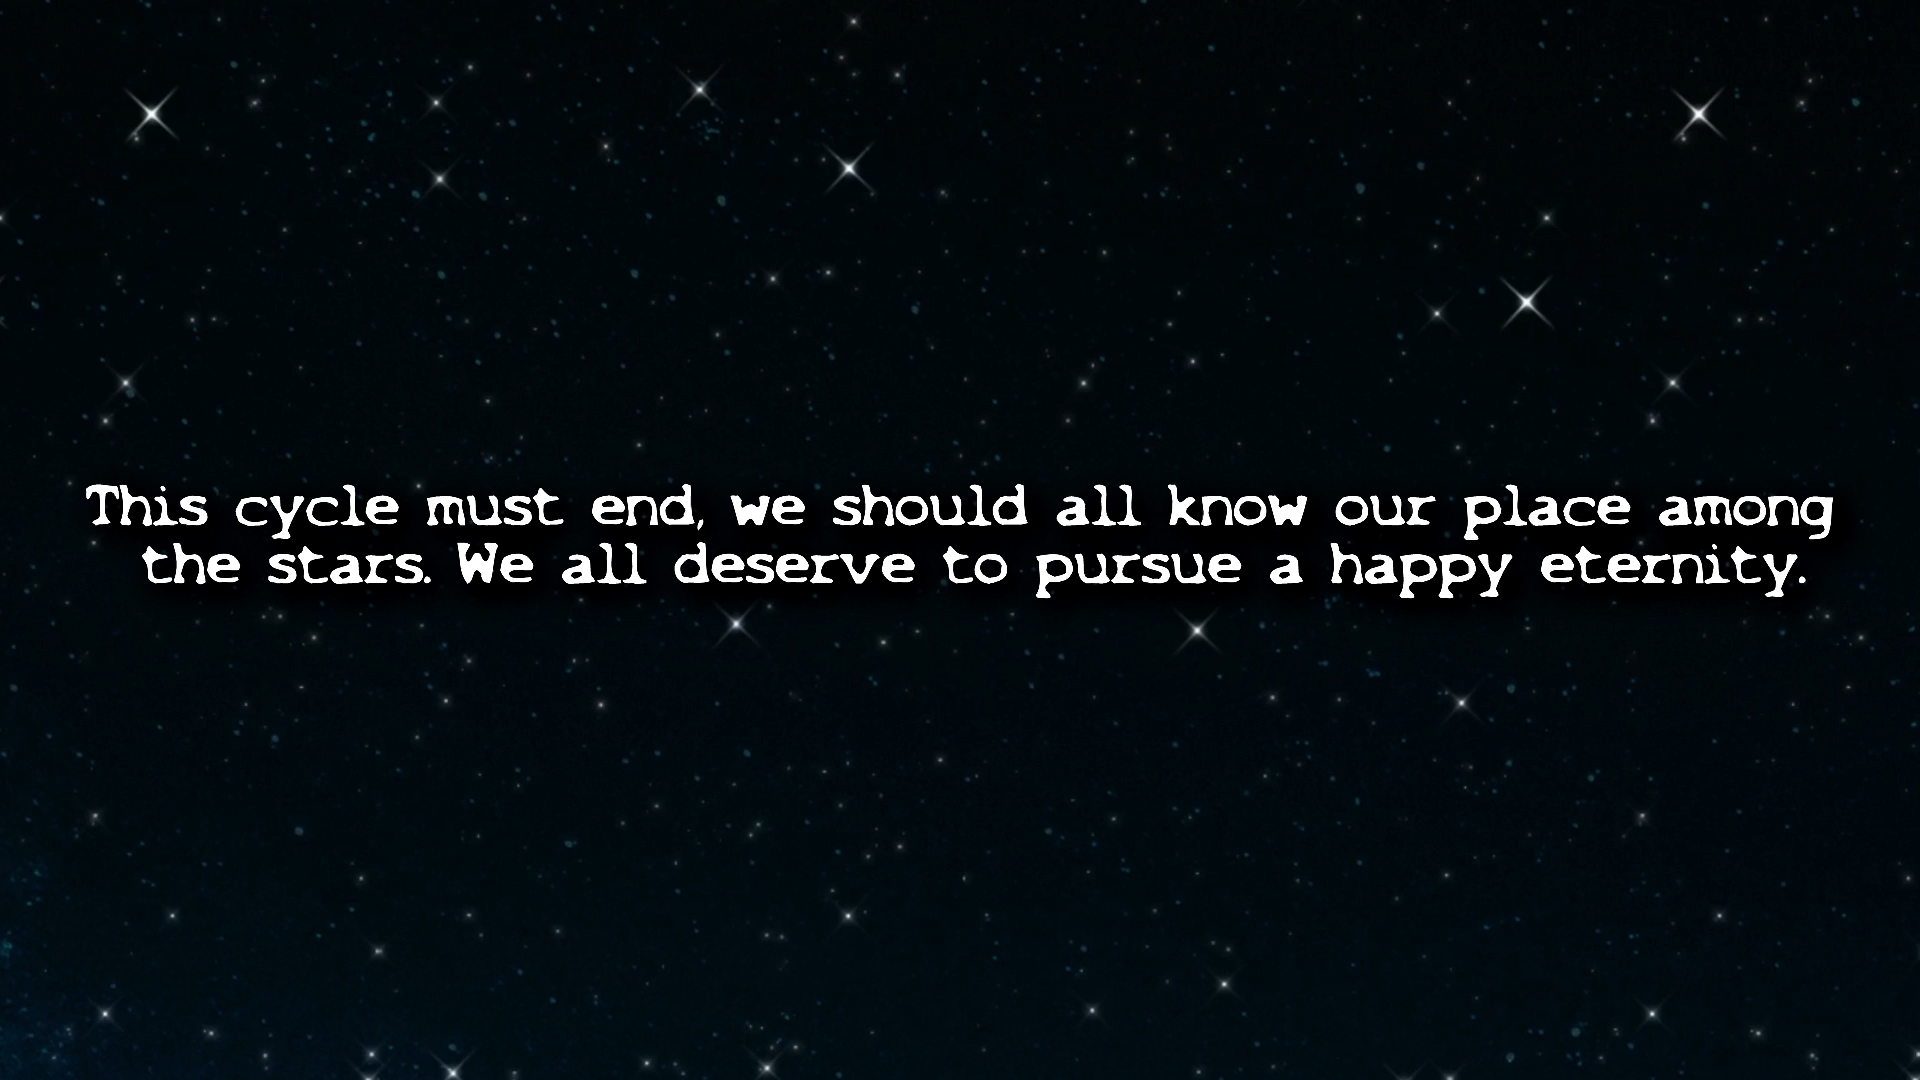 This cycle must end, we should all know our place among
the stars. We all deserve to pursue a happy eternity.